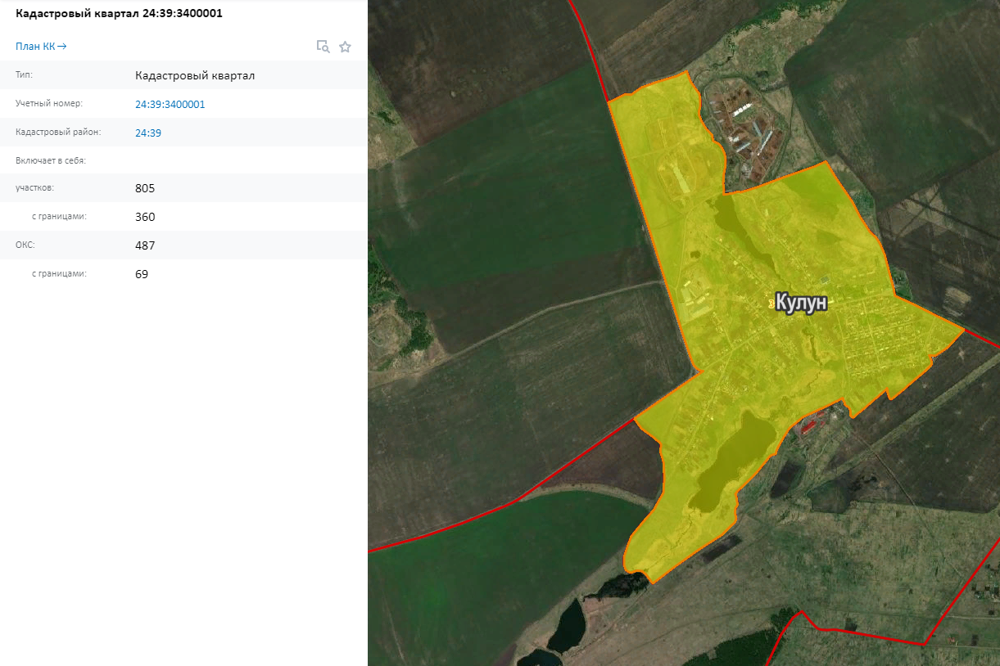 Кадастровый квартал 24:39:3400001
План КК→
Тип: Кадастровый квартал
Учетный номер: 24:39:3400001
Кадастровый район: 24:39
Включает в себя:
участков: 805
с границами: 360
ОКС: 487
с границами: 69
Кулун